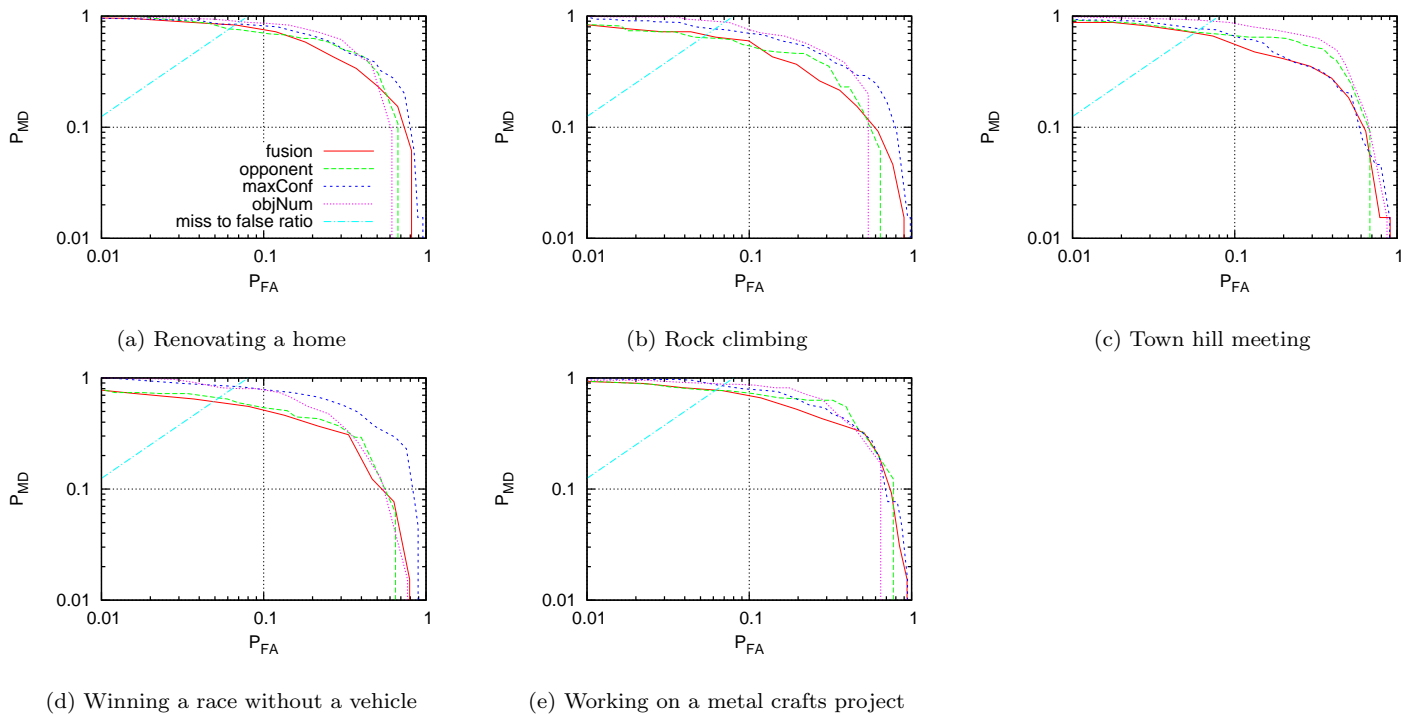 1
0.1
0.01
0.01
0.1
1
P_MD
P_FA
fusion
opponent
maxConf
objNum
miss to false ratio
(a) Renovating a home
1
0.1
0.01
0.01
0.1
1
P_MD
P_FA
(b) Rock climbing
1
0.1
0.01
0.01
0.1
1
P_MD
P_FA
(c) Town hill meeting
1
0.1
0.01
0.01
0.1
1
P_MD
P_FA
(d) Winning a race without a vehicle
1
0.1
0.01
0.01
0.1
1
P_MD
P_FA
(e) Working on a metal crafts project